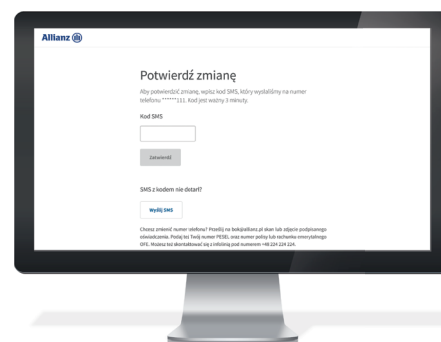 Allianz
Potwierdź zmianę
Aby potwierdzić zmianę, wpisz kod SMS, który wysłaliśmy na numer
telefonu ******111. Kod jest ważny 3 minuty.
Kod SMS
Zatwierdź
SMS z kodem nie dotarł?
Wyślij SMS
Chcesz zmienić numer telefonu? Prześlij na bok@allianz.pl skan lub zdjęcie podpisanego
oświadczenia. Podaj też Twój numer PESEL oraz numer polisy lub rachunku emerytalnego
OFE. Możesz też skontaktować się z infolinią pod numerem +48 224 224 224.